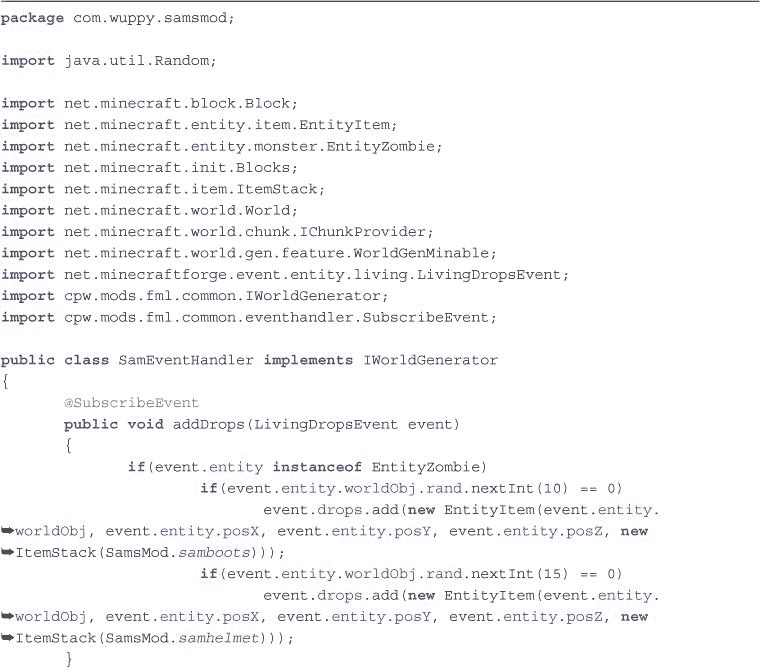 package com.wuppy.samsmod;

import java.util.Random;

import net.minecraft.block.Block;
import net.minecraft.entity.item.EntityItem;
import net.minecraft.entity.monster.EntityZombie;
import net.minecraft.init.Blocks;
import net.minecraft.item.ItemStack;
import net.minecraft.world.World;
import net.minecraft.world.chunk.IChunkProvider;
import net.minecraft.world.gen.feature.WorldGenMinable;
import net.minecraftforge.event.entity.living.LivingDropsEvent;
import cpw.mods.fml.common.IWorldGenerator;
import cpw.mods.fml.common.eventhandler.SubscribeEvent;

public class SamEventHandler implements IWorldGenerator
{
       @SubscribeEvent
       public void addDrops(LivingDropsEvent event)
       {
              if(event.entity instanceof EntityZombie)
                      if(event.entity.worldObj.rand.nextInt(10) == 0)
                             event.drops.add(new EntityItem(event.entity.
➥worldObj, event.entity.posX, event.entity.posY, event.entity.posZ, new
➥ItemStack(SamsMod.samboots)));
                      if(event.entity.worldObj.rand.nextInt(15) == 0)
                             event.drops.add(new EntityItem(event.entity.
➥worldObj, event.entity.posX, event.entity.posY, event.entity.posZ, new
➥ItemStack(SamsMod.samhelmet)));
       }